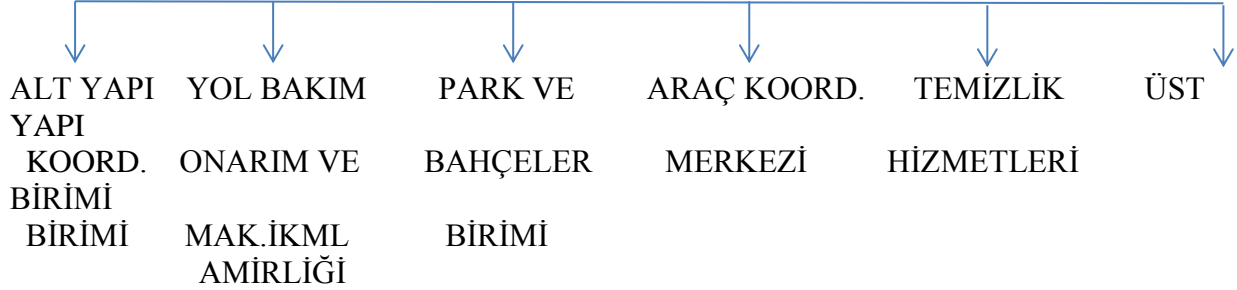 ALT YAPI YOL BAKIM PARK VE ARAÇ KOORD. TEMİZLİK ÜST
YAPI
KOORD. ONARIM VE BAHÇELER MERKEZİ HİZMETLERİ
BİRİMİ
BİRİMİ MAK.İKML BİRİMİ
AMİRLİĞİ